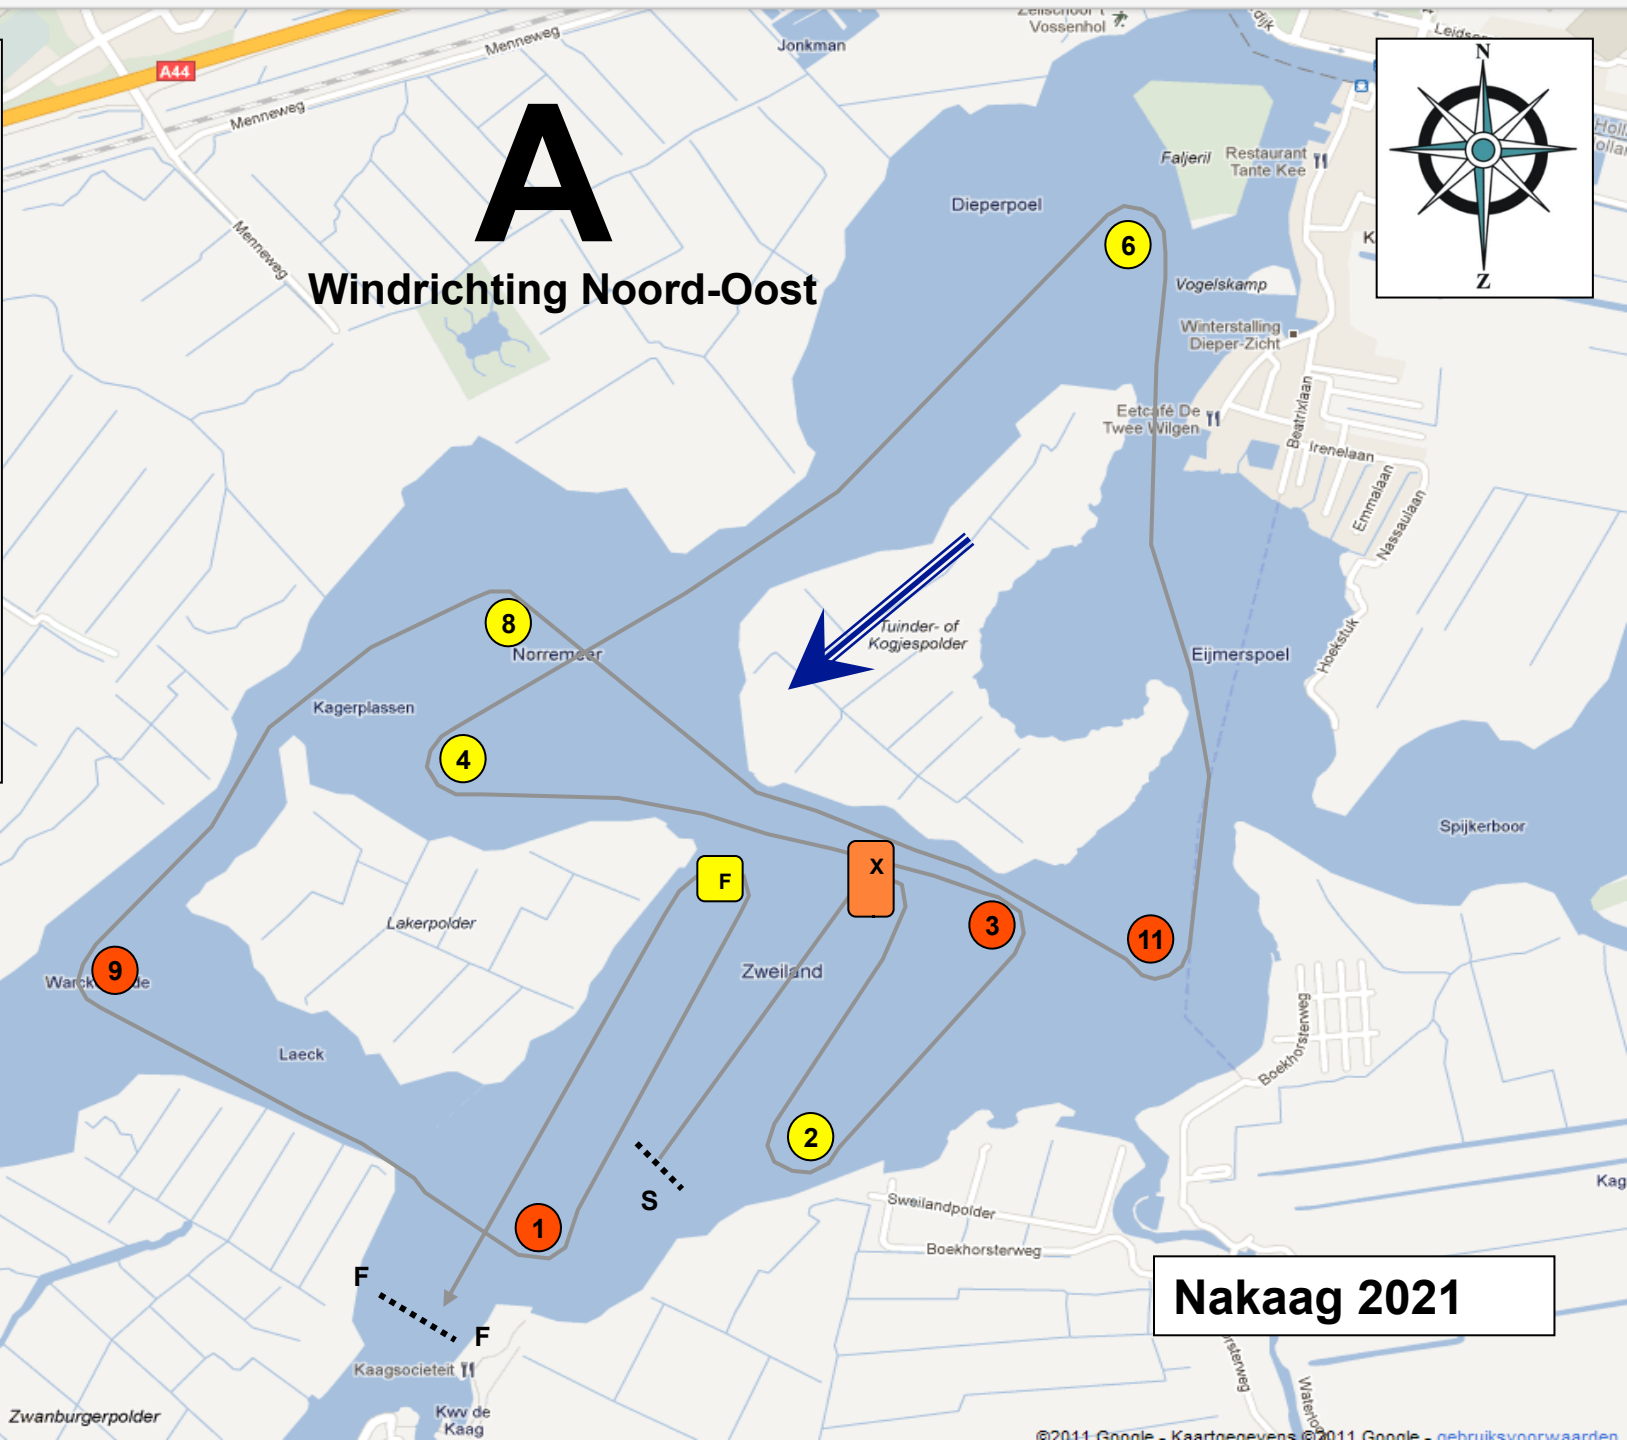 Zeilschool 't
Vossenhol
Jonkman
Menneweg
A44
Menneweg
Menneweg
A
Windrichting Noord-Oost
N
Z
Faljeril
Restaurant
Tante Kee
Dieperpoel
6
Vogelskamp
Winterstalling
Dieper-Zicht
Beatrixlaan
Eetcafé De
Twee Wilgen
Irenelaan
Emmalaan
Nassaulaan
Hoekstuk
8
Norremeer
Tuinder- of
Kogjespolder
Eijmerspoel
Kagerplassen
4
Spijkerboor
X
F
Lakerpolder
3
11
9
Zweiland
Laeck
Boekhorsterweg
2
S
1
Sweilandpolder
Boekhorsterweg
Kag
F
F
Nakaag 2021
Kaagsocieteit
Zwanburgerpolder
Kwv de
Kaag
©2011 Google - Kaartgegevens ©2011 Google - gebruiksvoorwaarden